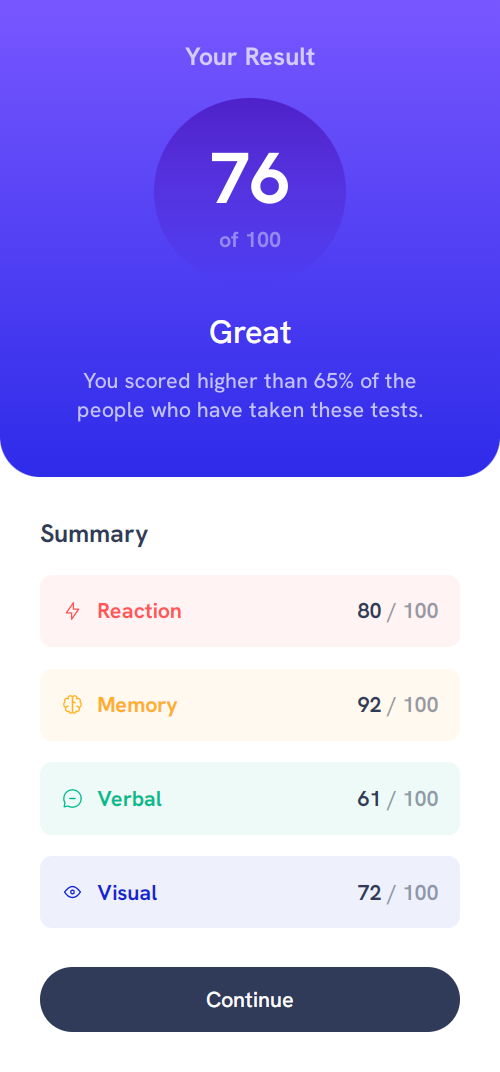 Your Result
76
of 100
Great
You scored higher than 65% of the
people who have taken these tests.
Summary
Reaction 80 / 100
Memory 92 / 100
Verbal 61 / 100
Visual 72 / 100
Continue